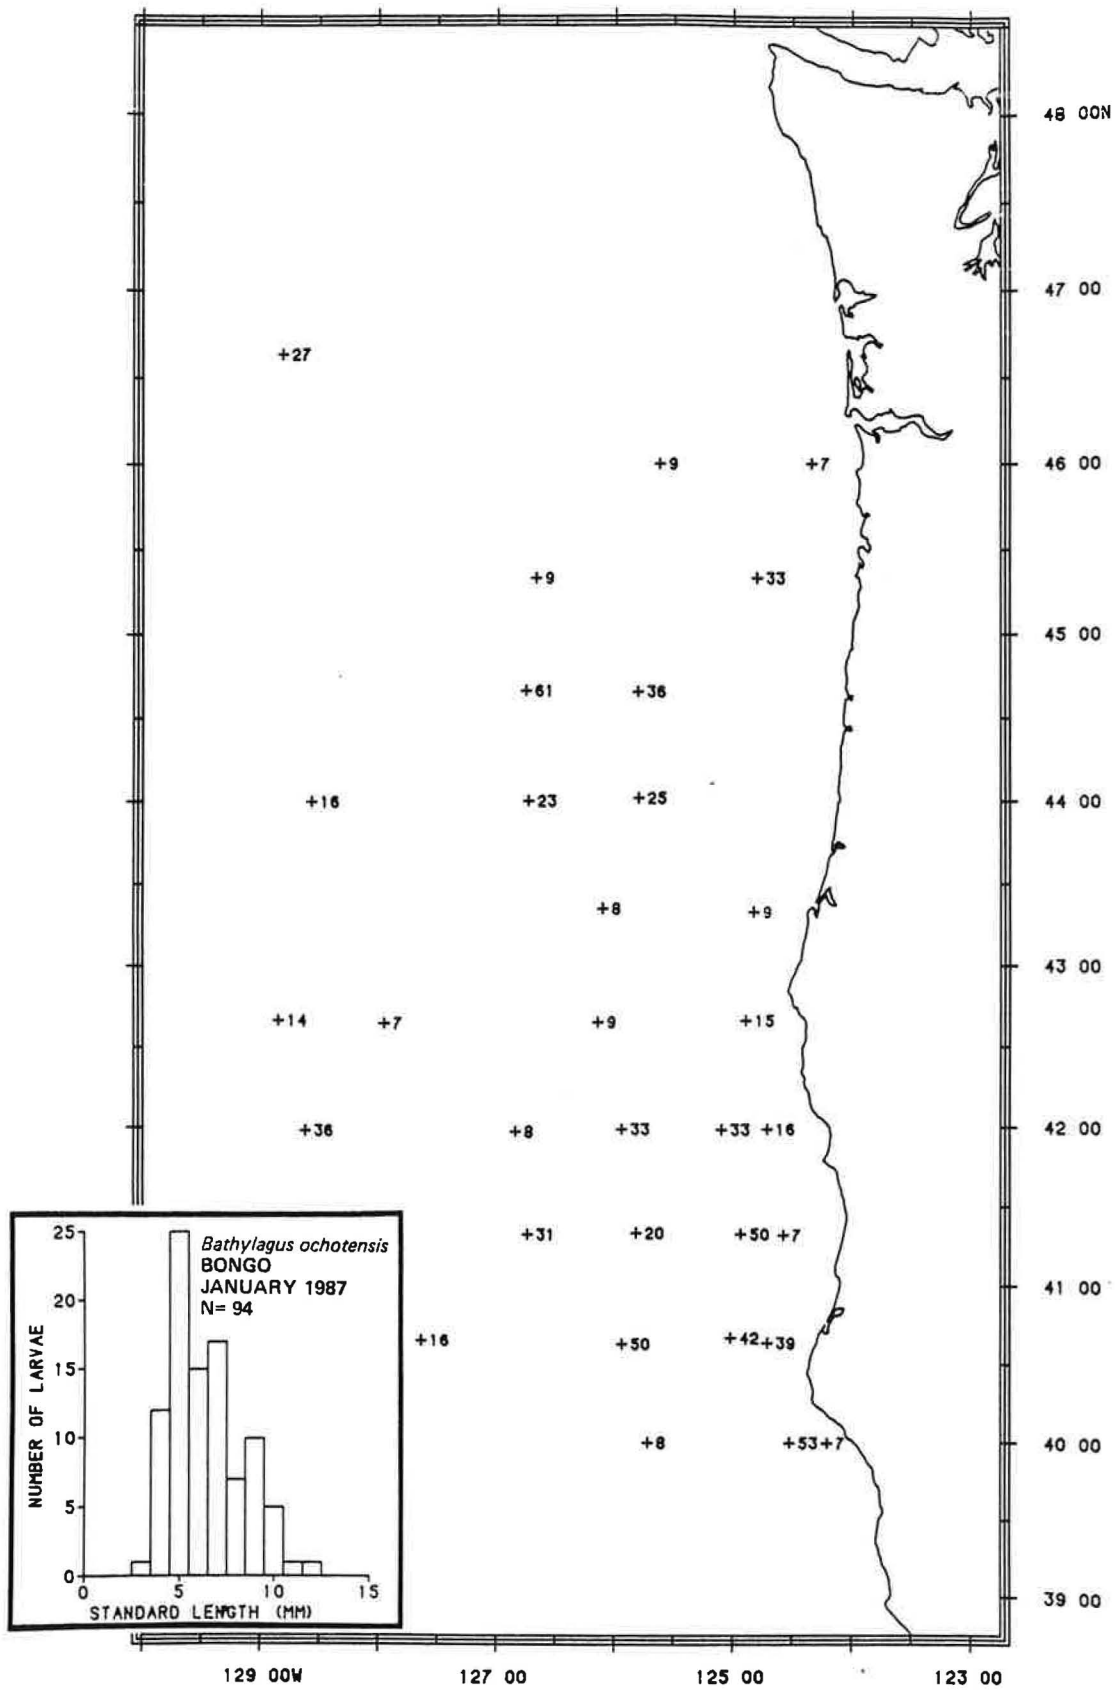 48 00N
47 00
+27
+9 +7
46 00
+9 +33
45 00
+61 +36
+16 +23 +25
44 00
+8 +9
43 00
+14 +7 +9 +15
+36 +8 +33 +33 +16
42 00
+31 +20 +50 +7
41 00
+16 +50 +42 +39
+8 +53 +7
40 00
39 00
129 00W 127 00 125 00 123 00
Bathylagus ochotensis
BONGO
JANUARY 1987
N= 94
NUMBER OF LARVAE
25
20
15
10
5
0
0 5 10 15
STANDARD LENGTH (MM)